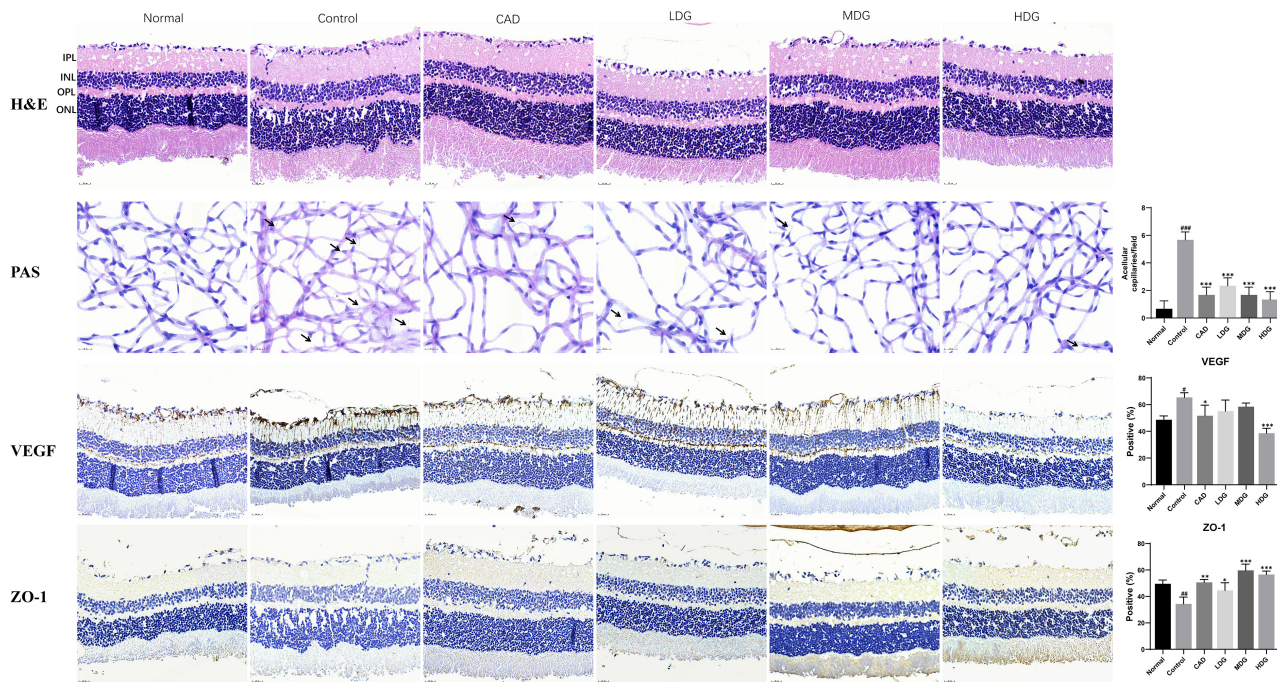 Normal Control CAD LDG MDG HDG
IPL
INL
OPL
ONL
H&E
PAS
Acellular
capillaries/field
8
6
4
2
0
###
***
***
***
***
Normal Control CAD LDG MDG HDG
VEGF
VEGF
Positive (%)
80
60
40
20
0
#
*
***
Normal Control CAD LDG MDG HDG
ZO-1
ZO-1
Positive (%)
80
60
40
20
0
##
**
*
***
***
Normal Control CAD LDG MDG HDG